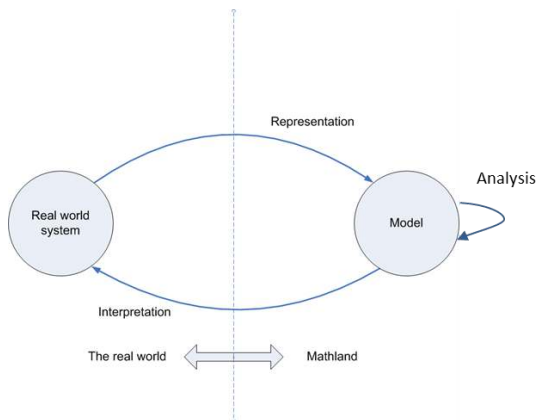 Representation
Analysis
Real world
system
Model
Interpretation
The real world
Mathland